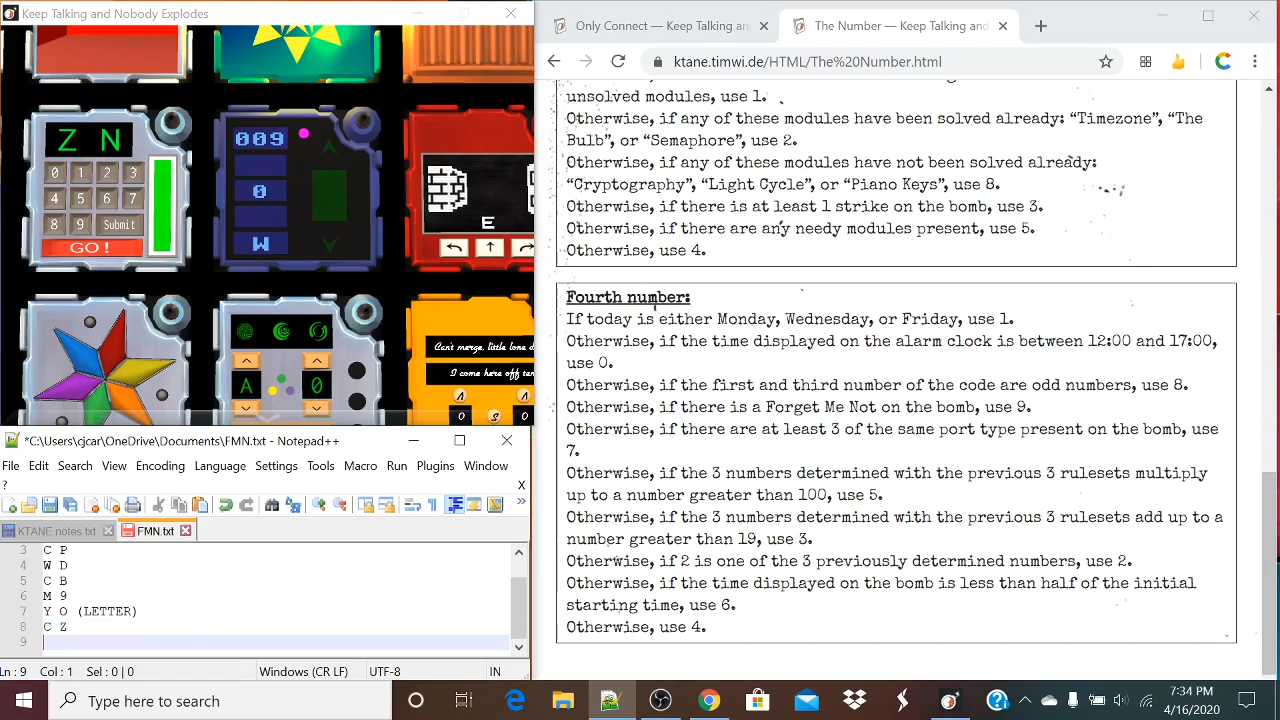 Keep Talking and Nobody Explodes
Z N
0 1 2 3
4 5 6 7
8 9 Submit
GO!
009
0
W
E
A 0
Can't merge, little lone d
I come here off tan
Λ Λ
0 S 0
*C:\Users\cjcar\OneDrive\Documents\FMN.txt - Notepad++
File Edit Search View Encoding Language Settings Tools Macro Run Plugins Window
? X
KTANE notes.txt FMN.txt
3 C P
4 W D
5 C B
6 M 9
7 Y O (LETTER)
8 C Z
9
Ln : 9 Col : 1 Sel : 0 | 0 Windows (CR LF) UTF-8 IN
Only Connect — Keep Talking a
The Number — Keep Talking and
ktane.timwi.de/HTML/The%20Number.html
unsolved modules, use 1.
Otherwise, if any of these modules have been solved already: “Timezone”, “The
Bulb”, or “Semaphore”, use 2.
Otherwise, if any of these modules have not been solved already:
“Cryptography”, “Light Cycle”, or “Piano Keys”, use 8.
Otherwise, if there is at least 1 strike on the bomb, use 3.
Otherwise, if there are any needy modules present, use 5.
Otherwise, use 4.
Fourth number:
If today is either Monday, Wednesday, or Friday, use 1.
Otherwise, if the time displayed on the alarm clock is between 12:00 and 17:00,
use 0.
Otherwise, if the first and third number of the code are odd numbers, use 8.
Otherwise, if there is a Forget Me Not on the bomb, use 9.
Otherwise, if there are at least 3 of the same port type present on the bomb, use
7.
Otherwise, if the 3 numbers determined with the previous 3 rulesets multiply
up to a number greater than 100, use 5.
Otherwise, if the 3 numbers determined with the previous 3 rulesets add up to a
number greater than 19, use 3.
Otherwise, if 2 is one of the 3 previously determined numbers, use 2.
Otherwise, if the time displayed on the bomb is less than half of the initial
starting time, use 6.
Otherwise, use 4.
Type here to search
7:34 PM
4/16/2020